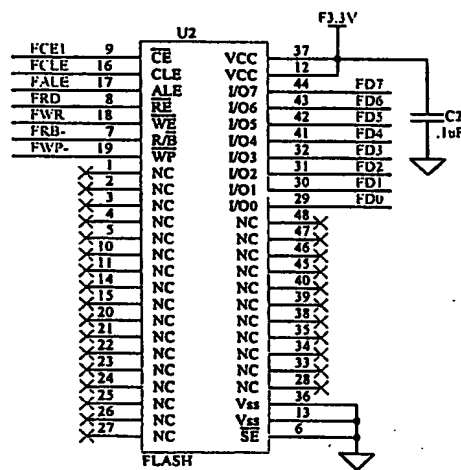 F3.3V
U2
FCE1 9 CE VCC 37
FCLE 16 CLE VCC 12
FALE 17 ALE I/O7 44 FD7
FRD 8 RE I/O6 43 FD6
FWR 18 WE I/O5 42 FD5
FRB- 7 R/B I/O4 41 FD4
FWP- 19 WP I/O3 32 FD3
1 NC I/O2 31 FD2
2 NC I/O1 30 FD1
3 NC I/O0 29 FD0
4 NC NC 48
5 NC NC 47
10 NC NC 46
11 NC NC 45
14 NC NC 40
15 NC NC 39
20 NC NC 38
21 NC NC 35
22 NC NC 34
23 NC NC 33
24 NC NC 28
25 NC Vss 36
26 NC Vss 13
27 NC SE 6
FLASH
C2
.1uF